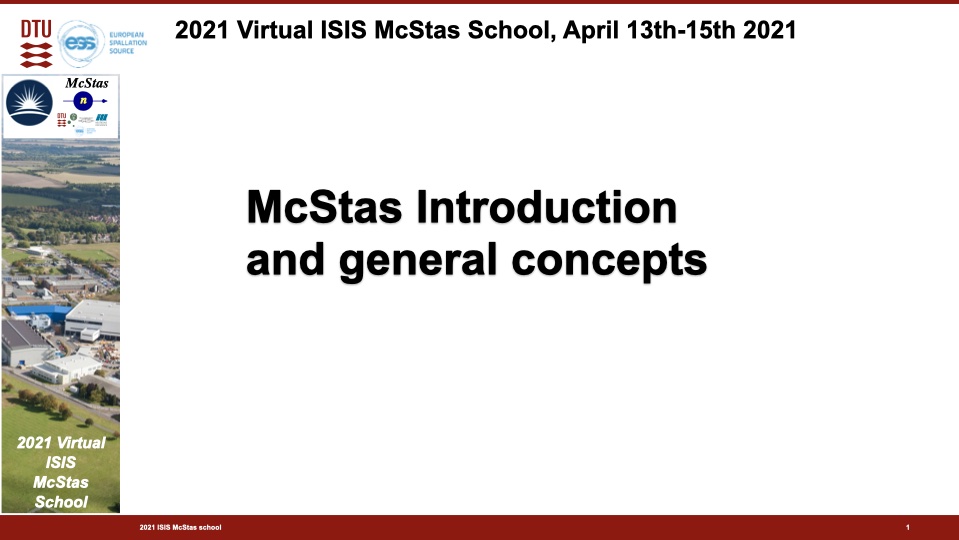 DTU
ess
EUROPEAN
SPALLATION
SOURCE
2021 Virtual ISIS McStas School, April 13th-15th 2021
McStas
n
DTU
McStas Introduction
and general concepts
2021 Virtual
ISIS
McStas
School
2021 ISIS McStas school
1